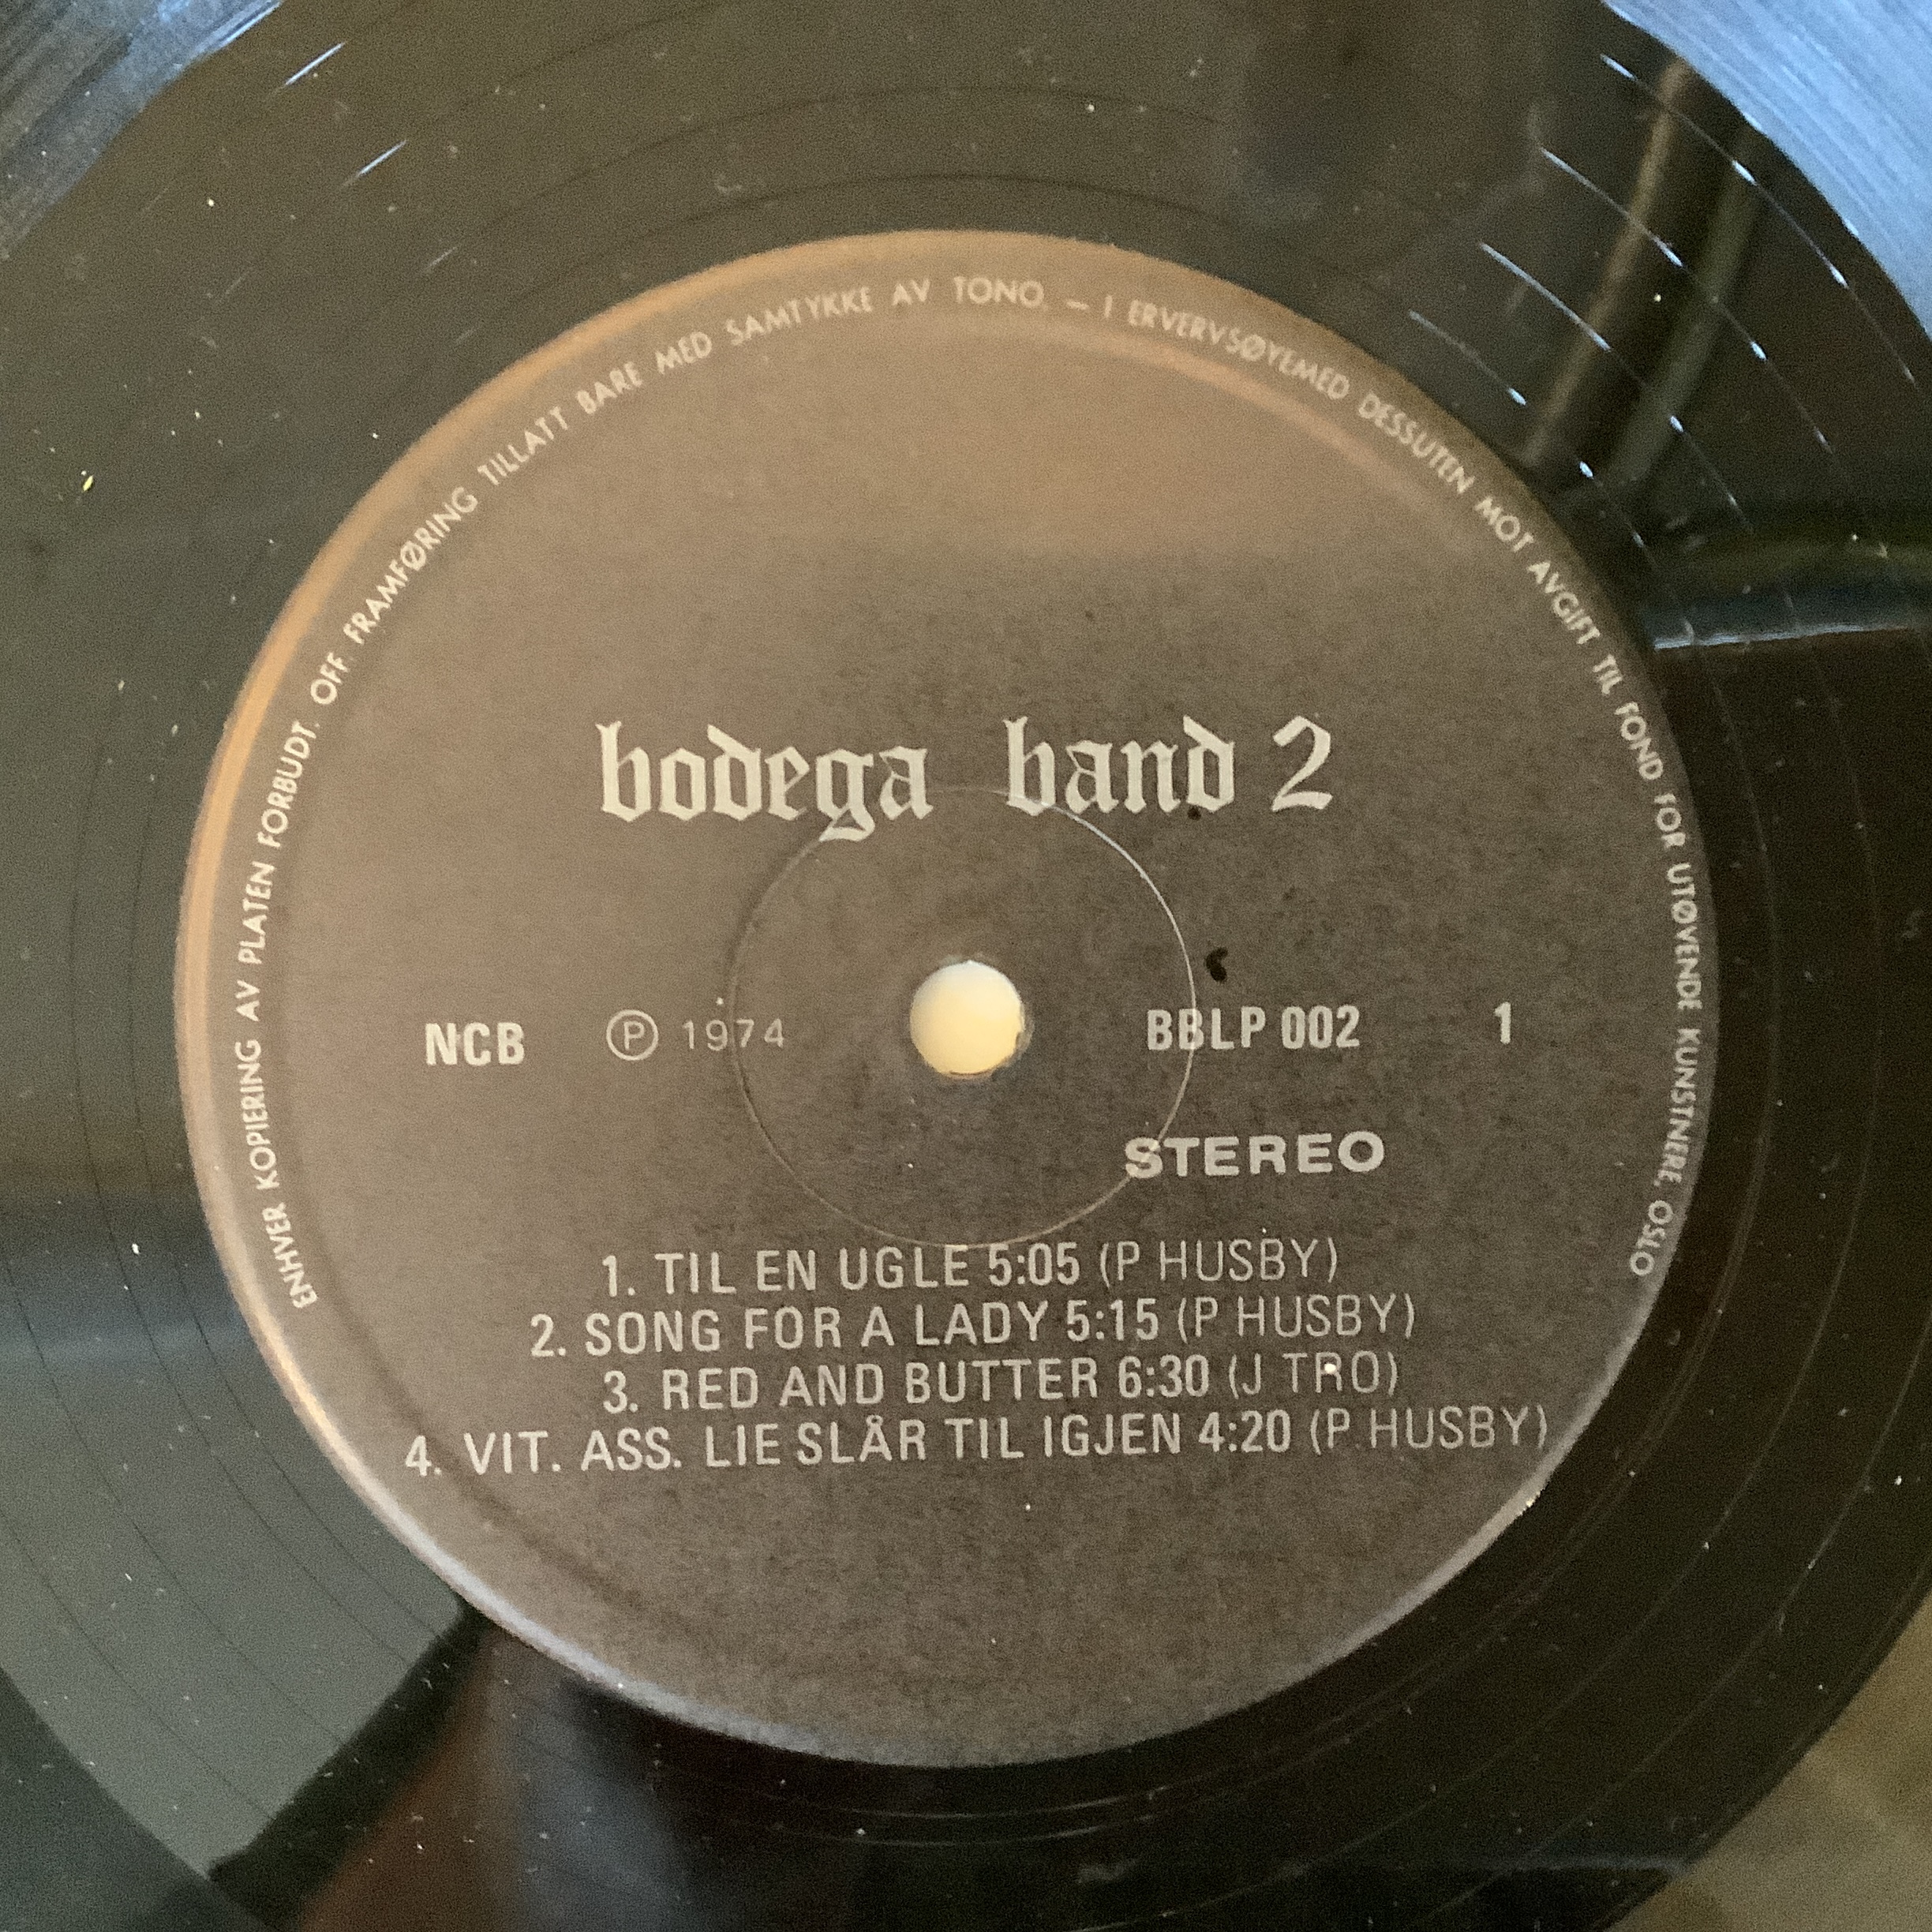 ENHVER KOPIERING AV PLATEN FORBUDT. OFF. FRAMFØRING TILLATT BARE MED SAMTYKKE AV TONO. – I ERVERVSØYEMED DESSUTEN MOT AVGIFT TIL FOND FOR UTØVENDE KUNSTNERE, OSLO
bodega band 2
NCB ℗ 1974 BBLP 002 1
STEREO
1. TIL EN UGLE 5:05 (P HUSBY)
2. SONG FOR A LADY 5:15 (P HUSBY)
3. RED AND BUTTER 6:30 (J TRO)
4. VIT. ASS. LIE SLÅR TIL IGJEN 4:20 (P HUSBY)